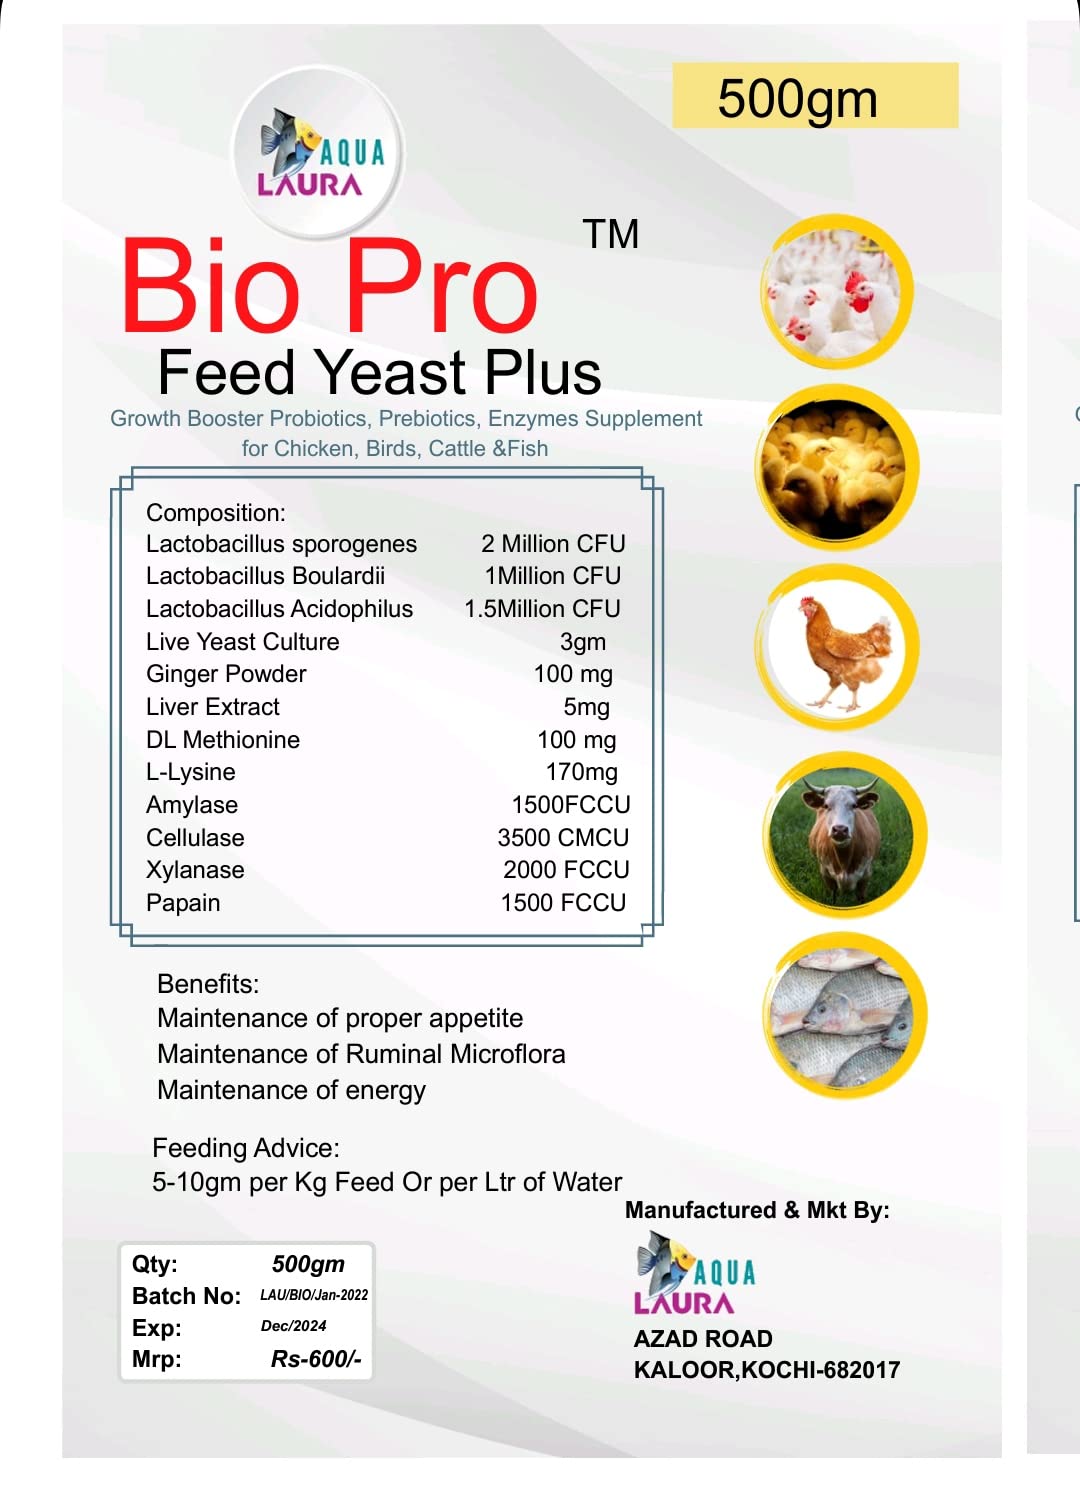 500gm
AQUA
LAURA
TM
Bio Pro
Feed Yeast Plus
Growth Booster Probiotics, Prebiotics, Enzymes Supplement
for Chicken, Birds, Cattle &Fish
Composition:
Lactobacillus sporogenes 2 Million CFU
Lactobacillus Boulardii 1Million CFU
Lactobacillus Acidophilus 1.5Million CFU
Live Yeast Culture 3gm
Ginger Powder 100 mg
Liver Extract 5mg
DL Methionine 100 mg
L-Lysine 170mg
Amylase 1500FCCU
Cellulase 3500 CMCU
Xylanase 2000 FCCU
Papain 1500 FCCU
Benefits:
Maintenance of proper appetite
Maintenance of Ruminal Microflora
Maintenance of energy
Feeding Advice:
5-10gm per Kg Feed Or per Ltr of Water
Manufactured & Mkt By:
AQUA
LAURA
AZAD ROAD
KALOOR,KOCHI-682017
Qty: 500gm
Batch No: LAU/BIO/Jan-2022
Exp: Dec/2024
Mrp: Rs-600/-